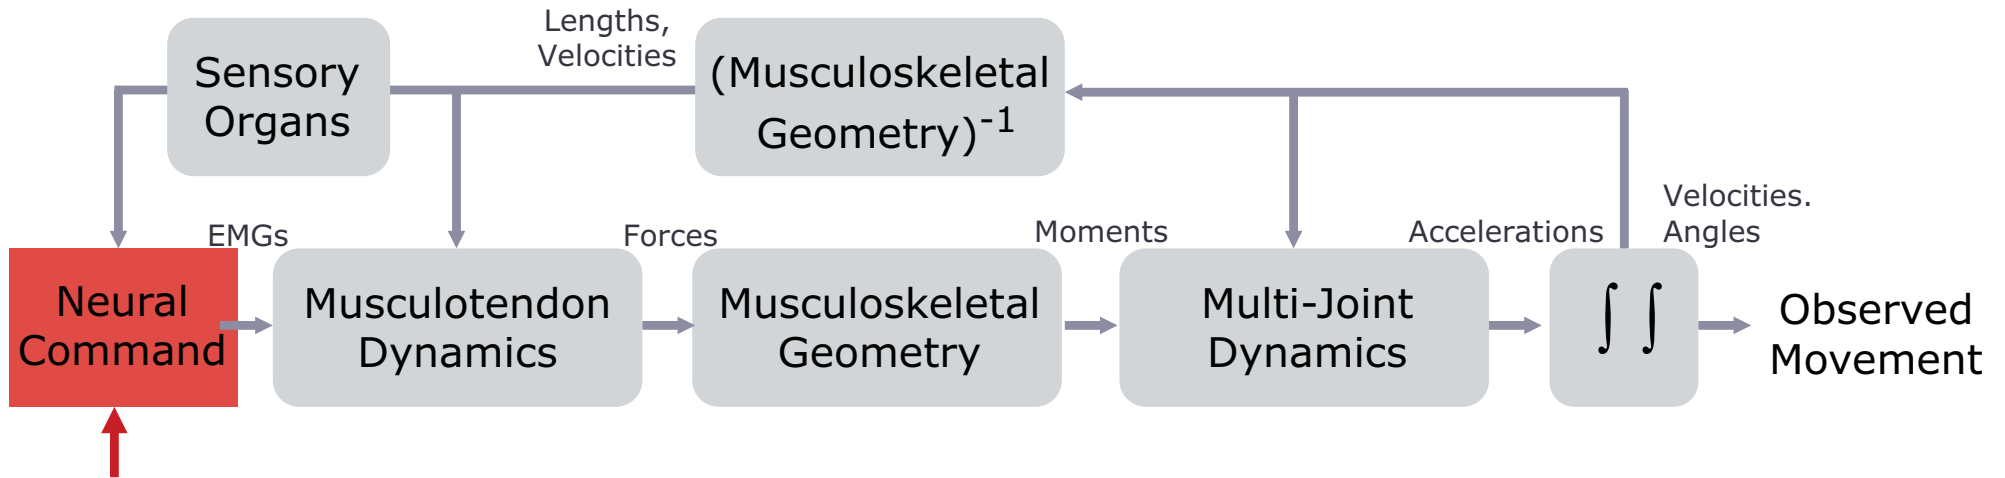 Lengths,
Velocities
Sensory
Organs
(Musculoskeletal
Geometry)⁻¹
Velocities.
Angles
EMGs
Forces
Moments
Accelerations
Neural
Command
Musculotendon
Dynamics
Musculoskeletal
Geometry
Multi-Joint
Dynamics
∫ ∫
Observed
Movement